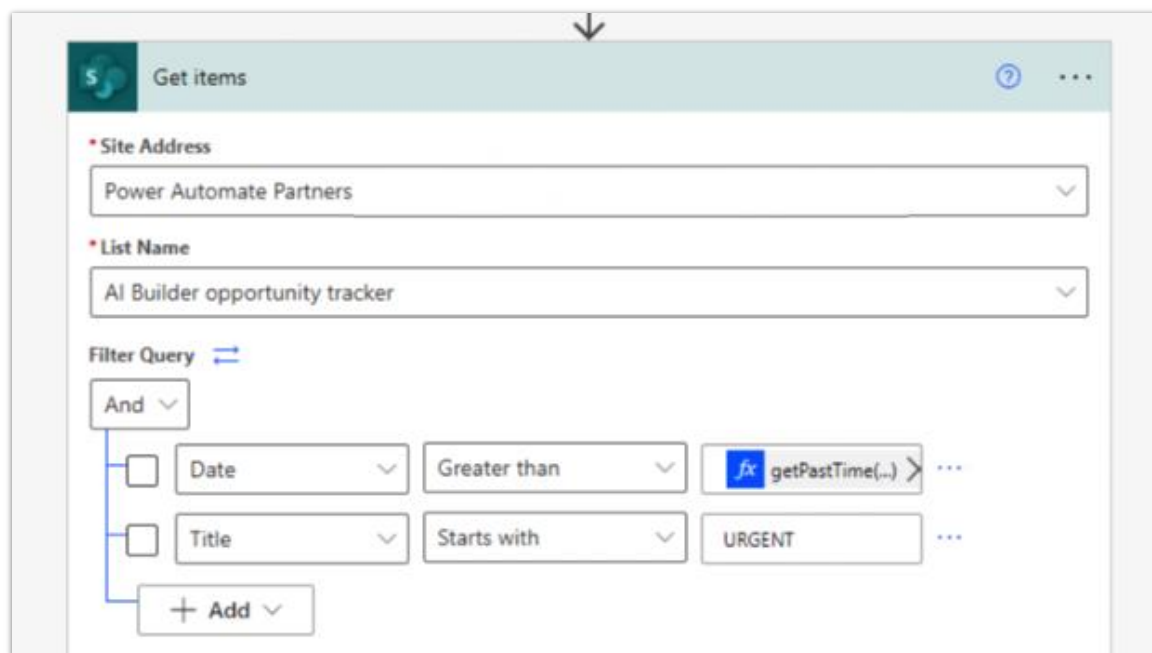 S
Get items
?
* Site Address
Power Automate Partners
* List Name
AI Builder opportunity tracker
Filter Query
And
Date Greater than fx getPastTime(...)
Title Starts with URGENT
+ Add